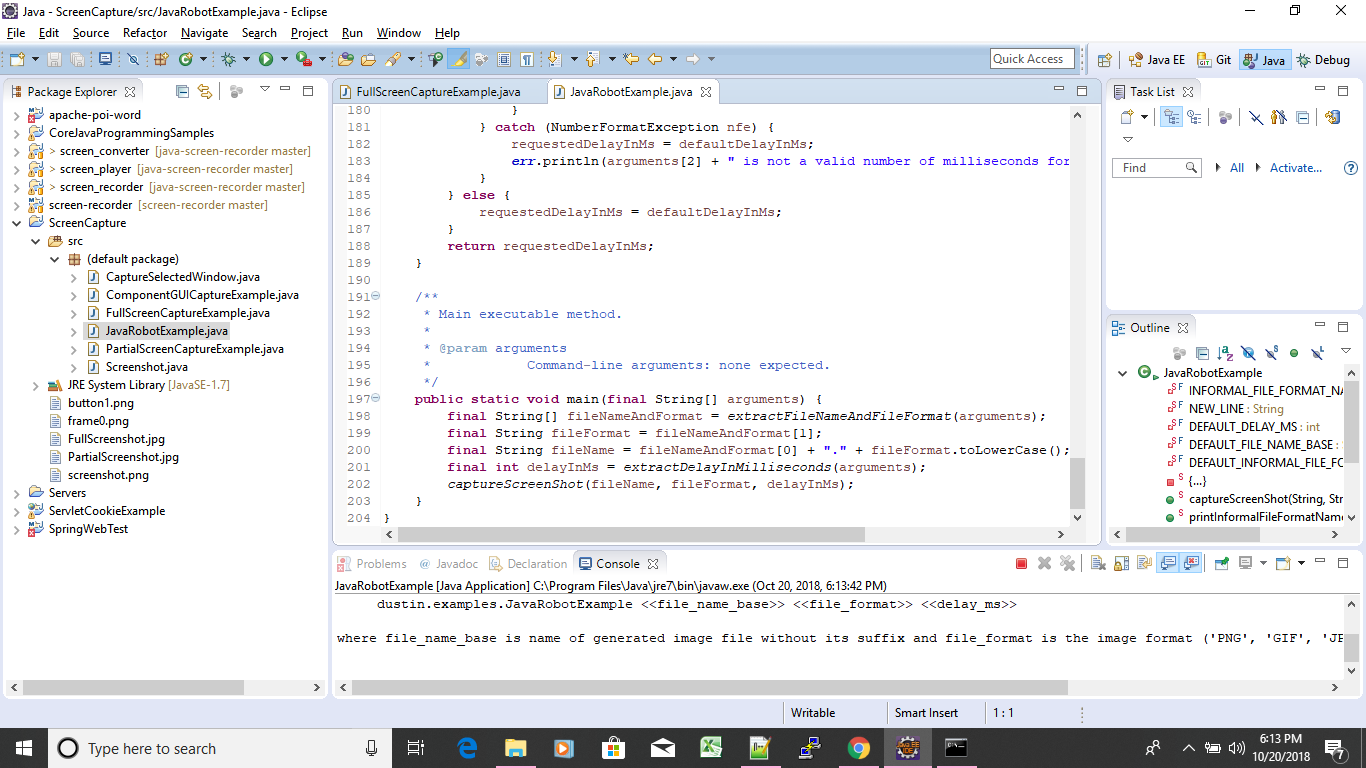 Java - ScreenCapture/src/JavaRobotExample.java - Eclipse
File Edit Source Refactor Navigate Search Project Run Window Help
Quick Access
Java EE Git Java Debug
Package Explorer
apache-poi-word
CoreJavaProgrammingSamples
> screen_converter [java-screen-recorder master]
> screen_player [java-screen-recorder master]
> screen_recorder [java-screen-recorder master]
screen-recorder [screen-recorder master]
ScreenCapture
src
(default package)
CaptureSelectedWindow.java
ComponentGUICaptureExample.java
FullScreenCaptureExample.java
JavaRobotExample.java
PartialScreenCaptureExample.java
Screenshot.java
JRE System Library [JavaSE-1.7]
button1.png
frame0.png
FullScreenshot.jpg
PartialScreenshot.jpg
screenshot.png
Servers
ServletCookieExample
SpringWebTest
FullScreenCaptureExample.java JavaRobotExample.java
180 }
181 } catch (NumberFormatException nfe) {
182 requestedDelayInMs = defaultDelayInMs;
183 err.println(arguments[2] + " is not a valid number of milliseconds for
184 }
185 } else {
186 requestedDelayInMs = defaultDelayInMs;
187 }
188 return requestedDelayInMs;
189 }
190
191 /**
192 * Main executable method.
193 *
194 * @param arguments
195 * Command-line arguments: none expected.
196 */
197 public static void main(final String[] arguments) {
198 final String[] fileNameAndFormat = extractFileNameAndFileFormat(arguments);
199 final String fileFormat = fileNameAndFormat[1];
200 final String fileName = fileNameAndFormat[0] + "." + fileFormat.toLowerCase();
201 final int delayInMs = extractDelayInMilliseconds(arguments);
202 captureScreenShot(fileName, fileFormat, delayInMs);
203 }
204 }
Task List
Find All Activate...
Outline
JavaRobotExample
INFORMAL_FILE_FORMAT_NA
NEW_LINE : String
DEFAULT_DELAY_MS : int
DEFAULT_FILE_NAME_BASE :
DEFAULT_INFORMAL_FILE_FO
{...}
captureScreenShot(String, Str
printInformalFileFormatName
Problems @ Javadoc Declaration Console
JavaRobotExample [Java Application] C:\Program Files\Java\jre7\bin\javaw.exe (Oct 20, 2018, 6:13:42 PM)
dustin.examples.JavaRobotExample <<file_name_base>> <<file_format>> <<delay_ms>>
where file_name_base is name of generated image file without its suffix and file_format is the image format ('PNG', 'GIF', 'JP
Writable Smart Insert 1 : 1
Type here to search
6:13 PM
10/20/2018
7